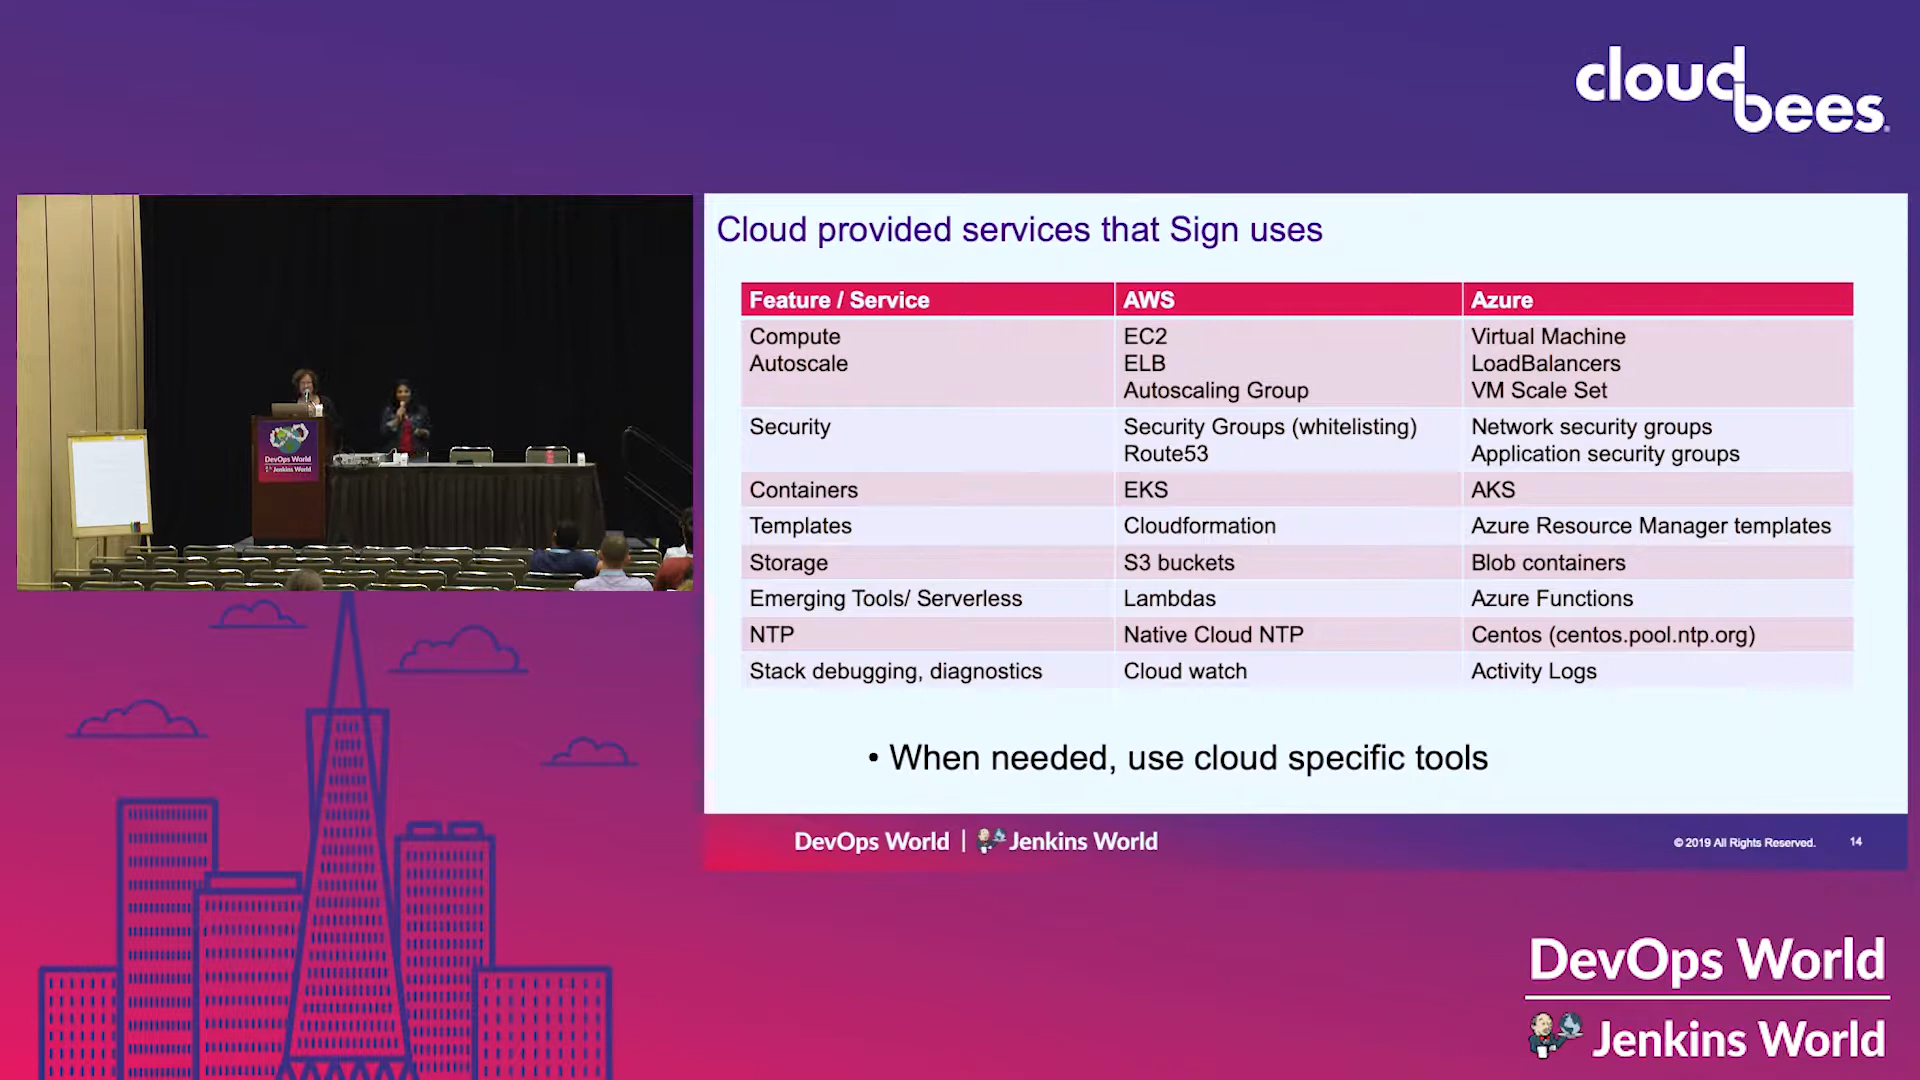 cloudbees
DevOps World
Jenkins World
Cloud provided services that Sign uses
Feature / Service AWS Azure
Compute EC2 Virtual Machine
Autoscale ELB LoadBalancers
Autoscaling Group VM Scale Set
Security Security Groups (whitelisting) Network security groups
Route53 Application security groups
Containers EKS AKS
Templates Cloudformation Azure Resource Manager templates
Storage S3 buckets Blob containers
Emerging Tools/ Serverless Lambdas Azure Functions
NTP Native Cloud NTP Centos (centos.pool.ntp.org)
Stack debugging, diagnostics Cloud watch Activity Logs
• When needed, use cloud specific tools
DevOps World | Jenkins World © 2019 All Rights Reserved. 14
DevOps World
Jenkins World